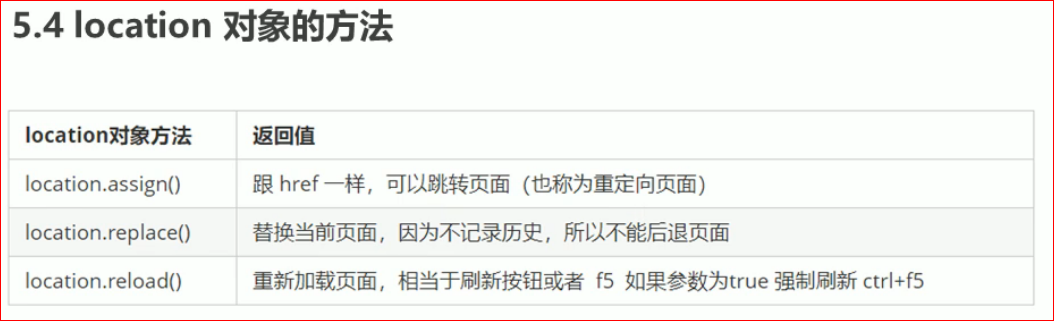 5.4 location 对象的方法
location对象方法 返回值
location.assign() 跟 href 一样，可以跳转页面（也称为重定向页面）
location.replace() 替换当前页面，因为不记录历史，所以不能后退页面
location.reload() 重新加载页面，相当于刷新按钮或者 f5 如果参数为true 强制刷新 ctrl+f5